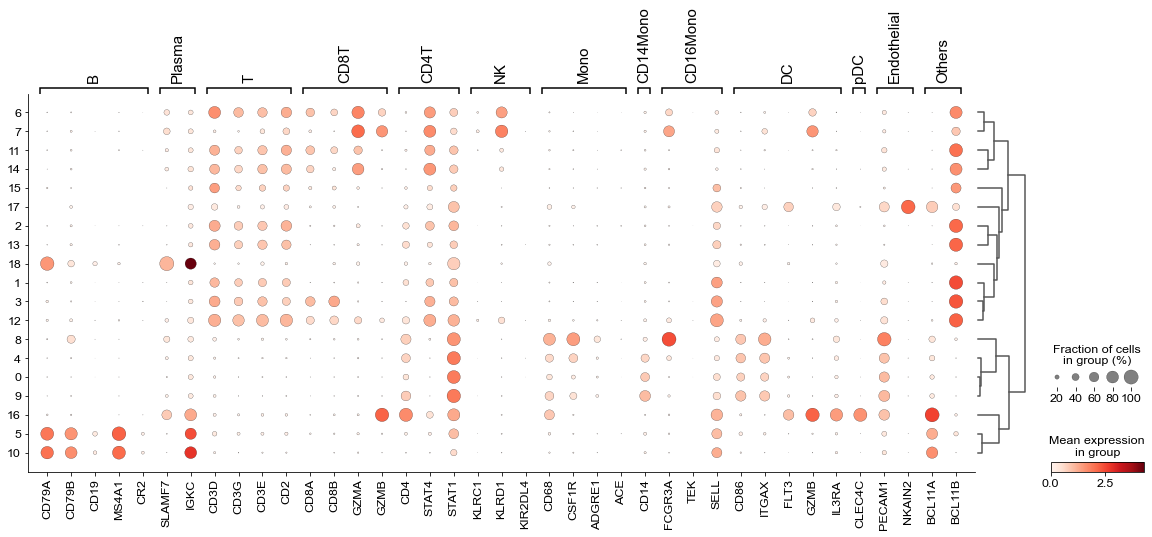 B
Plasma
T
CD8T
CD4T
NK
Mono
CD14Mono
CD16Mono
DC
pDC
Endothelial
Others
6
7
11
14
15
17
2
13
18
1
3
12
8
4
0
9
16
5
10
CD79A
CD79B
CD19
MS4A1
CR2
SLAMF7
IGKC
CD3D
CD3G
CD3E
CD2
CD8A
CD8B
GZMA
GZMB
CD4
STAT4
STAT1
KLRC1
KLRD1
KIR2DL4
CD68
CSF1R
ADGRE1
ACE
CD14
FCGR3A
TEK
SELL
CD86
ITGAX
FLT3
GZMB
IL3RA
CLEC4C
PECAM1
NKAIN2
BCL11A
BCL11B
Fraction of cells
in group (%)
20 40 60 80 100
Mean expression
in group
0.0 2.5